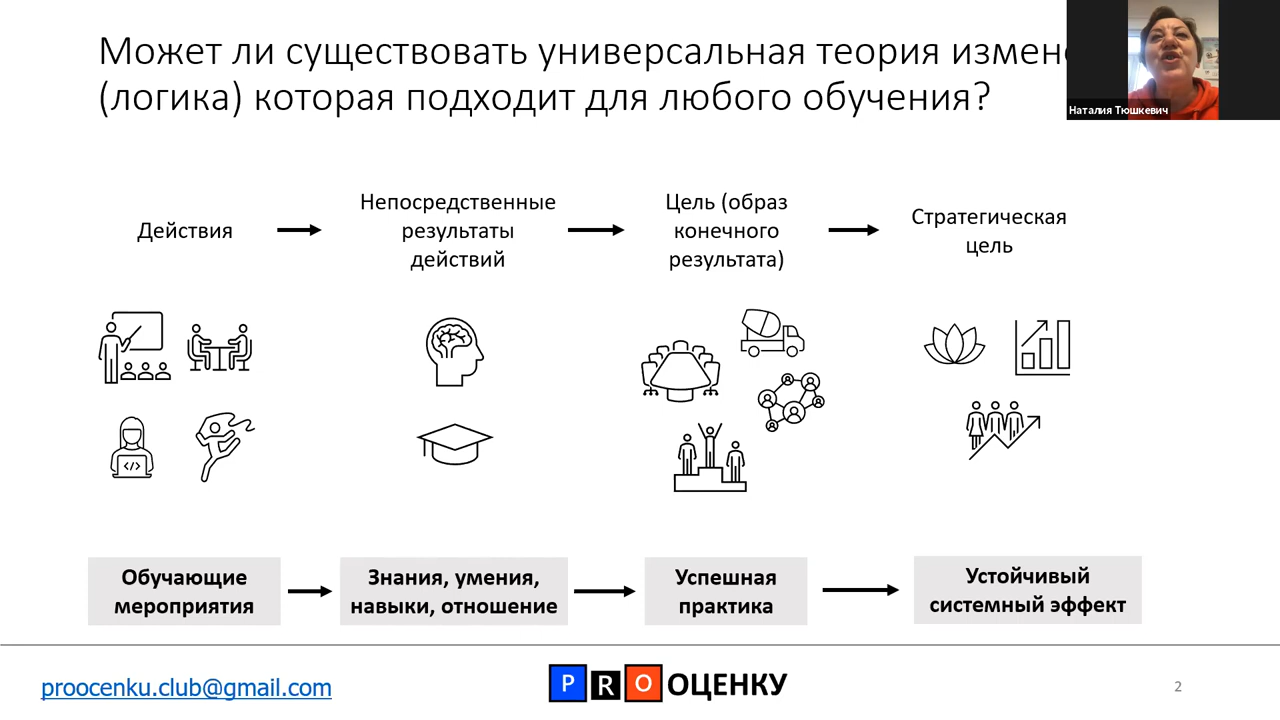 Может ли существовать универсальная теория измене
(логика) которая подходит для любого обучения?
Наталия Тюшкевич
Действия
Непосредственные
результаты
действий
Цель (образ
конечного
результата)
Стратегическая
цель
Обучающие
мероприятия
Знания, умения,
навыки, отношение
Успешная
практика
Устойчивый
системный эффект
proocenku.club@gmail.com
PRO ОЦЕНКУ
2